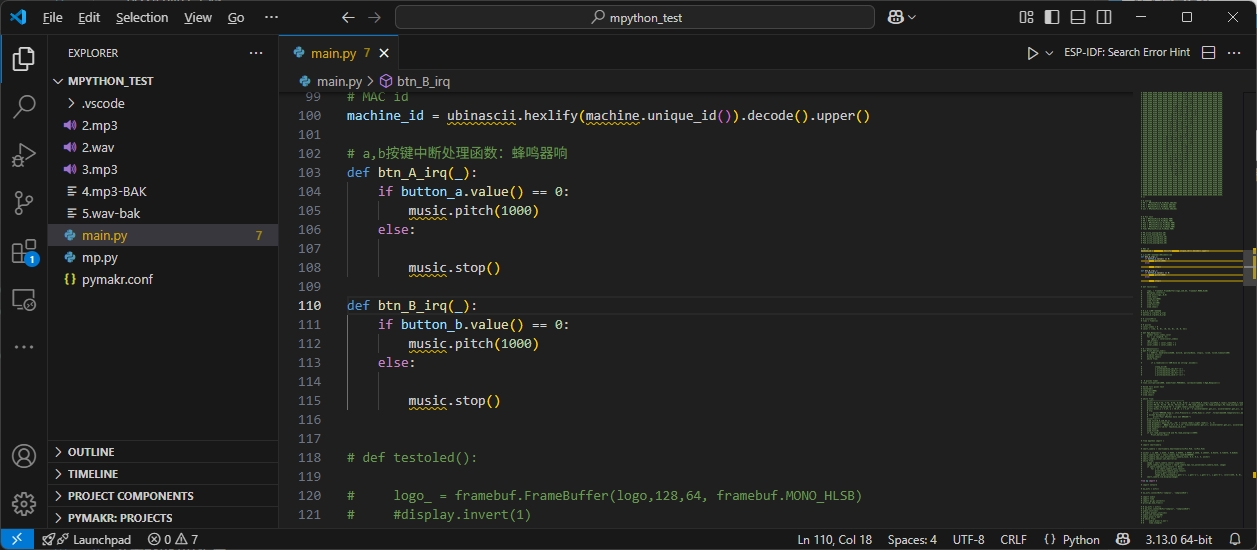 File Edit Selection View Go ··· mpython_test
EXPLORER ···
main.py 7
ESP-IDF: Search Error Hint ···
MPYTHON_TEST
.vscode
2.mp3
2.wav
3.mp3
4.mp3-BAK
5.wav-bak
main.py 7
mp.py
{} pymakr.conf
1
OUTLINE
TIMELINE
PROJECT COMPONENTS
PYMAKR: PROJECTS
main.py > btn_B_irq
99 # MAC id
100 machine_id = ubinascii.hexlify(machine.unique_id()).decode().upper()
101
102 # a,b按键中断处理函数：蜂鸣器响
103 def btn_A_irq(_):
104 if button_a.value() == 0:
105 music.pitch(1000)
106 else:
107
108 music.stop()
109
110 def btn_B_irq(_):
111 if button_b.value() == 0:
112 music.pitch(1000)
113 else:
114
115 music.stop()
116
117
118 # def testoled():
119
120 # logo_ = framebuf.FrameBuffer(logo,128,64, framebuf.MONO_HLSB)
121 # #display.invert(1)
Launchpad 0 7 Ln 110, Col 18 Spaces: 4 UTF-8 CRLF {} Python 3.13.0 64-bit